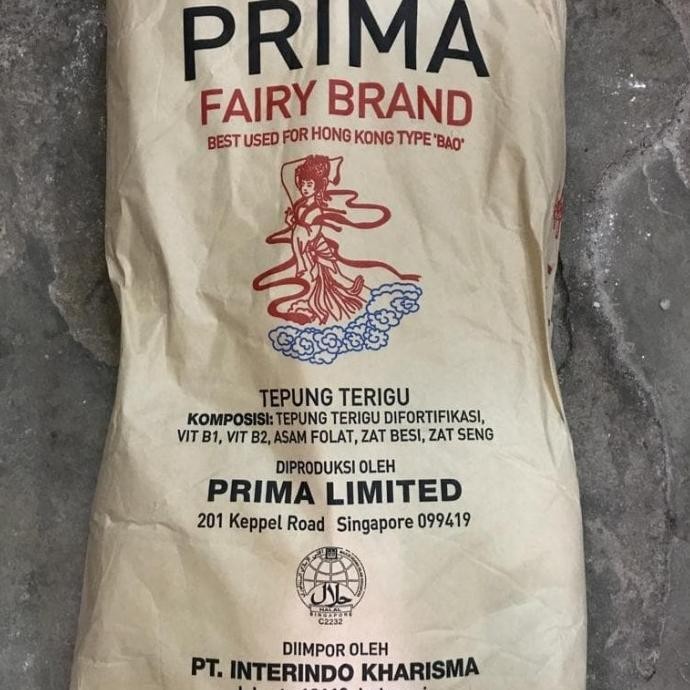 PRIMA
FAIRY BRAND
BEST USED FOR HONG KONG TYPE 'BAO'
TEPUNG TERIGU
KOMPOSISI: TEPUNG TERIGU DIFORTIFIKASI,
VIT B1, VIT B2, ASAM FOLAT, ZAT BESI, ZAT SENG
DIPRODUKSI OLEH
PRIMA LIMITED
201 Keppel Road Singapore 099419
حلال
HALAL
SINGAPORE
C2232
DIIMPOR OLEH
PT. INTERINDO KHARISMA